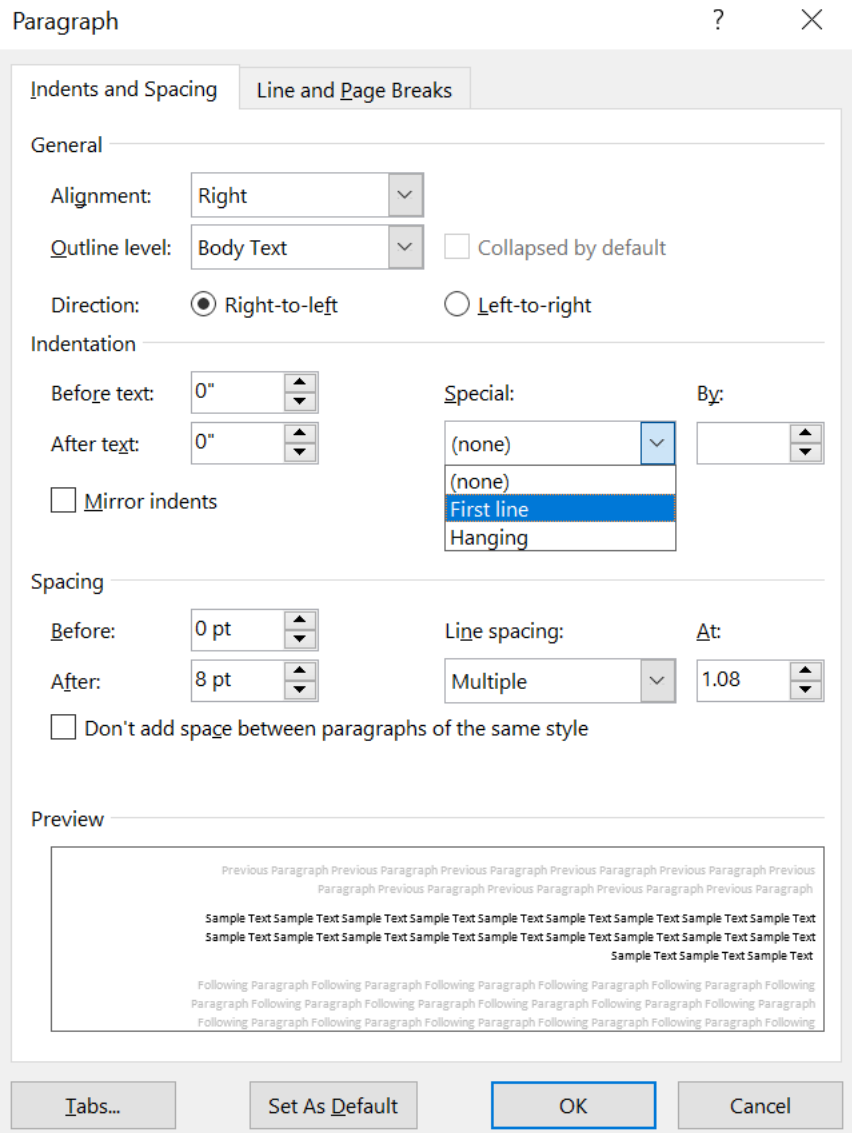 Paragraph ?
Indents and Spacing Line and Page Breaks
General
Alignment: Right
Outline level: Body Text Collapsed by default
Direction: Right-to-left Left-to-right
Indentation
Before text: 0" Special: By:
After text: 0" (none)
(none)
Mirror indents
First line
Hanging
Spacing
Before: 0 pt Line spacing: At:
After: 8 pt Multiple 1.08
Don't add space between paragraphs of the same style
Preview
Previous Paragraph Previous Paragraph Previous Paragraph Previous Paragraph Previous Paragraph Previous
Paragraph Previous Paragraph Previous Paragraph Previous Paragraph Previous Paragraph
Sample Text Sample Text Sample Text Sample Text Sample Text Sample Text Sample Text Sample Text Sample Text
Sample Text Sample Text Sample Text Sample Text Sample Text Sample Text Sample Text Sample Text Sample Text
Sample Text Sample Text Sample Text
Following Paragraph Following Paragraph Following Paragraph Following Paragraph Following Paragraph Following
Paragraph Following Paragraph Following Paragraph Following Paragraph Following Paragraph Following Paragraph
Following Paragraph Following Paragraph Following Paragraph Following Paragraph Following Paragraph Following
Tabs... Set As Default OK Cancel